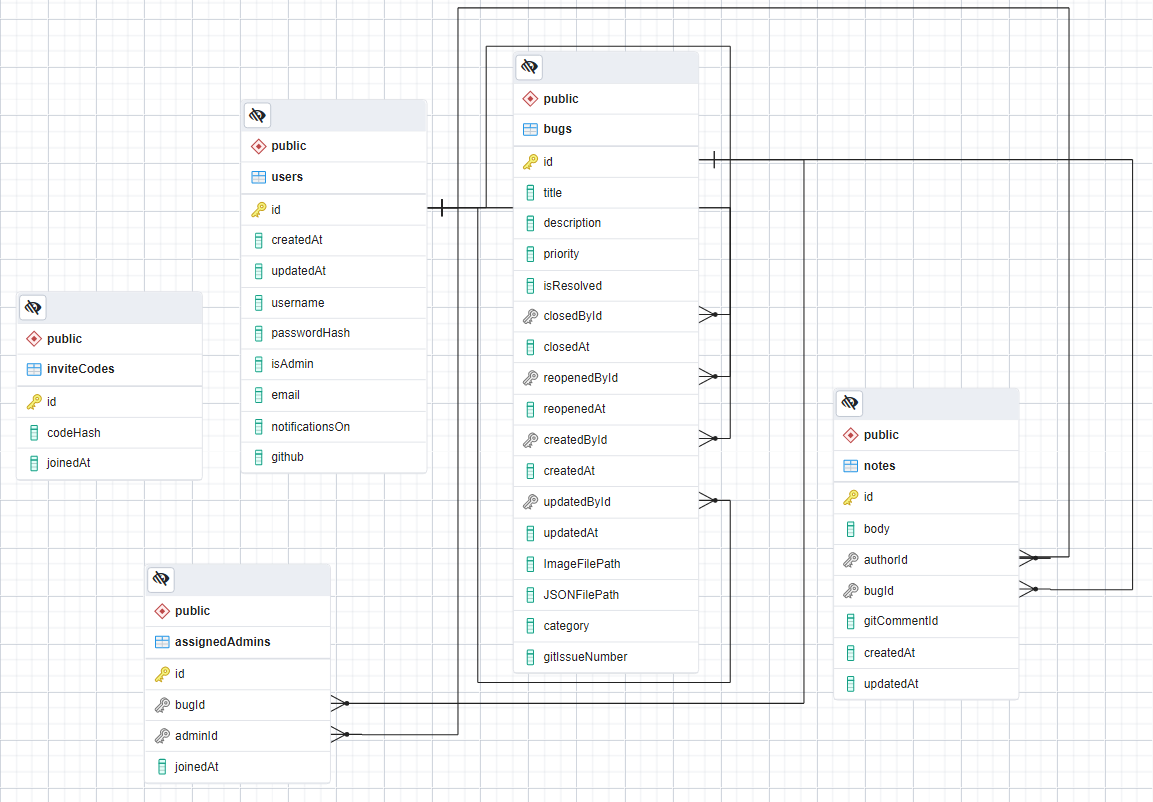 public
bugs
id
title
description
priority
isResolved
closedById
closedAt
reopenedById
reopenedAt
createdById
createdAt
updatedById
updatedAt
ImageFilePath
JSONFilePath
category
gitIssueNumber
public
users
id
createdAt
updatedAt
username
passwordHash
isAdmin
email
notificationsOn
github
public
inviteCodes
id
codeHash
joinedAt
public
notes
id
body
authorId
bugId
gitCommentId
createdAt
updatedAt
public
assignedAdmins
id
bugId
adminId
joinedAt